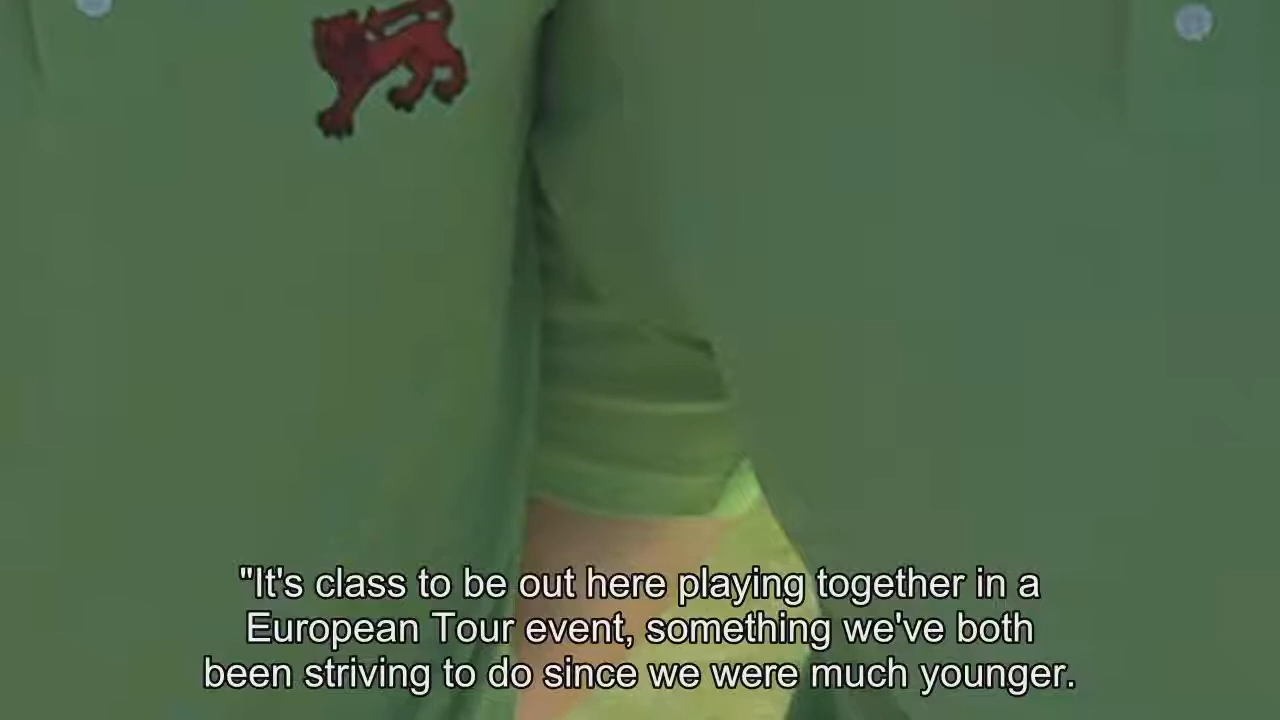 "It's class to be out here playing together in a
European Tour event, something we've both
been striving to do since we were much younger.